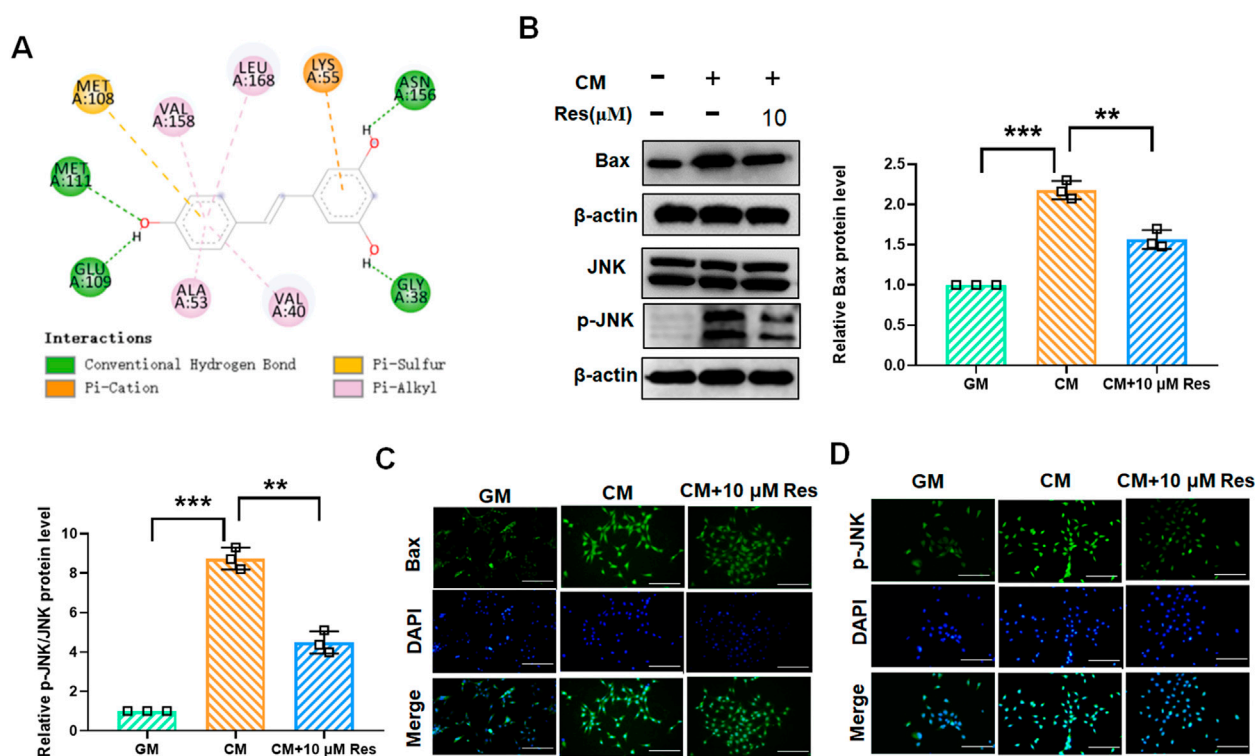 A
MET
A:108
VAL
A:158
LEU
A:168
LYS
A:55
ASN
A:156
MET
A:111
GLU
A:109
ALA
A:53
VAL
A:40
GLY
A:38
H
O
O
H
O
H
Interactions
Conventional Hydrogen Bond
Pi-Cation
Pi-Sulfur
Pi-Alkyl
B
CM - + +
Res(μM) - - 10
Bax
β-actin
JNK
p-JNK
β-actin
Relative Bax protein level
2.5
2.0
1.5
1.0
0.5
0.0
***
**
GM CM CM+10 μM Res
Relative p-JNK/JNK protein level
10
8
6
4
2
0
***
**
GM CM CM+10 μM Res
C
GM CM CM+10 μM Res
Bax
DAPI
Merge
D
GM CM CM+10 μM Res
p-JNK
DAPI
Merge